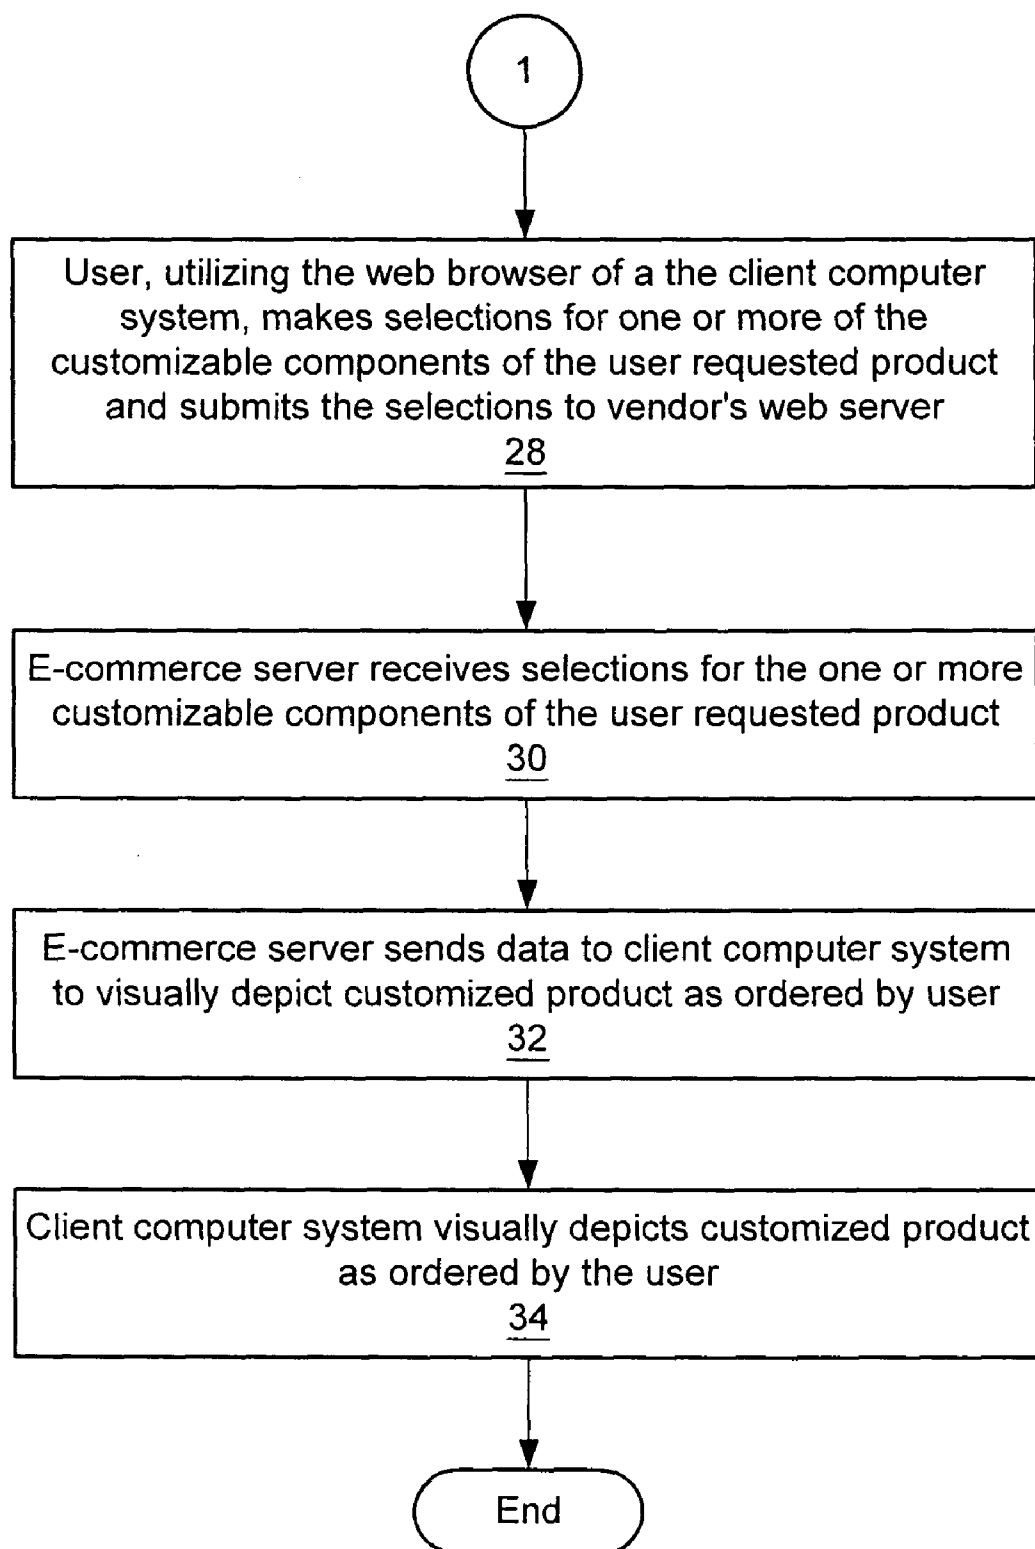 1
User, utilizing the web browser of a the client computer
system, makes selections for one or more of the
customizable components of the user requested product
and submits the selections to vendor's web server
28
E-commerce server receives selections for the one or more
customizable components of the user requested product
30
E-commerce server sends data to client computer system
to visually depict customized product as ordered by user
32
Client computer system visually depicts customized product
as ordered by the user
34
End